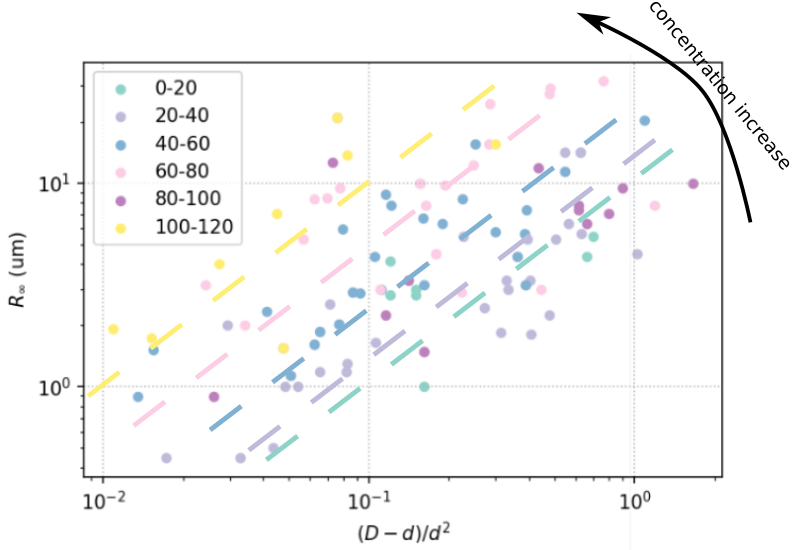 concentration increase
0-20
20-40
40-60
60-80
80-100
100-120
10¹
10⁰
R∞ (um)
10⁻² 10⁻¹ 10⁰
(D − d)/d²